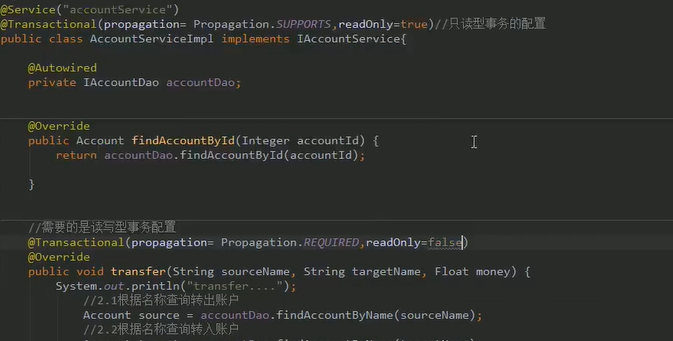 @Service("accountService")
@Transactional(propagation= Propagation.SUPPORTS,readOnly=true)//只读型事务的配置
public class AccountServiceImpl implements IAccountService{
@Autowired
private IAccountDao accountDao;
@Override
public Account findAccountById(Integer accountId) {
return accountDao.findAccountById(accountId);
}
//需要的是读写型事务配置
@Transactional(propagation= Propagation.REQUIRED,readOnly=false)
@Override
public void transfer(String sourceName, String targetName, Float money) {
System.out.println("transfer....");
//2.1根据名称查询转出账户
Account source = accountDao.findAccountByName(sourceName);
//2.2根据名称查询转入账户